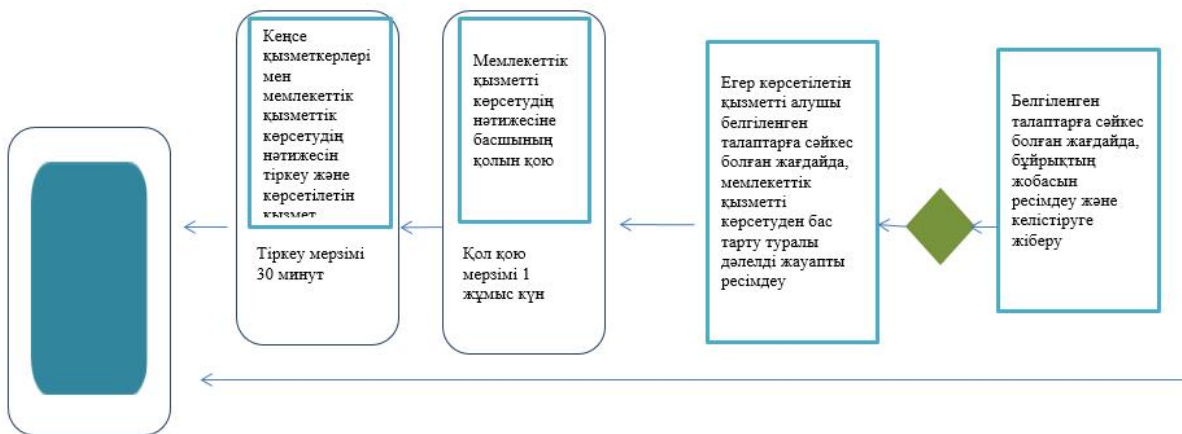 Кеңсе
қызметкерлері
мен
мемлекеттік
қызметтік
көрсетудің
нәтижесін
тіркеу және
көрсетілетін
қызмет
Тіркеу мерзімі
30 минут
Мемлекеттік
қызметті
көрсетудің
нәтижесіне
басшының
қолын қою
Қол қою
мерзімі 1
жұмыс күн
Егер көрсетілетін
қызметті алушы
белгіленген
талаптарға сәйкес
болған жағдайда,
мемлекеттік
қызметті
көрсетуден бас
тарту туралы
дәлелді жауапты
ресімдеу
Белгіленген
талаптарға сәйкес
болған жағдайда,
бұйрықтың
жобасын
ресімдеу және
келістіруге
жіберу